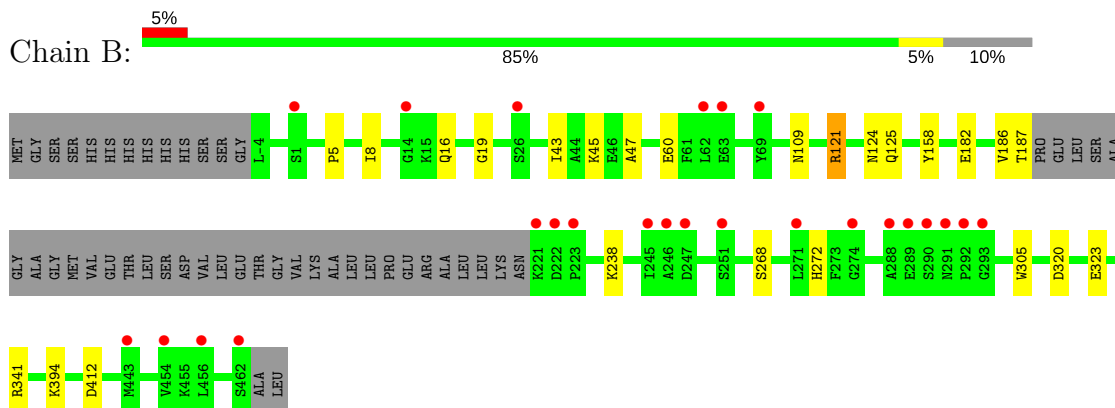 5%
Chain B:
85% 5% 10%
MET GLY SER SER HIS HIS HIS HIS HIS HIS SER SER GLY L-4 S1 P5 I8 G14 K15 Q16 G19 S26 I43 A44 K45 E46 A47 E60 F61 L62 E63 Y69 N109 R121 N124 Q125 Y158 E182 V186 T187 PRO GLU LEU SER ALA
GLY ALA GLY MET VAL GLU THR LEU SER ASP VAL LEU GLU THR GLY VAL LYS ALA LEU LEU PRO GLU ARG ALA LEU LEU LYS ASN K221 D222 P223 K238 I245 A246 D247 S251 S268 L271 H272 F273 G274 A288 E289 S290 N291 P292 G293 W305 D320 E323
R341 K394 D412 M443 V454 K455 L456 S462 ALA LEU